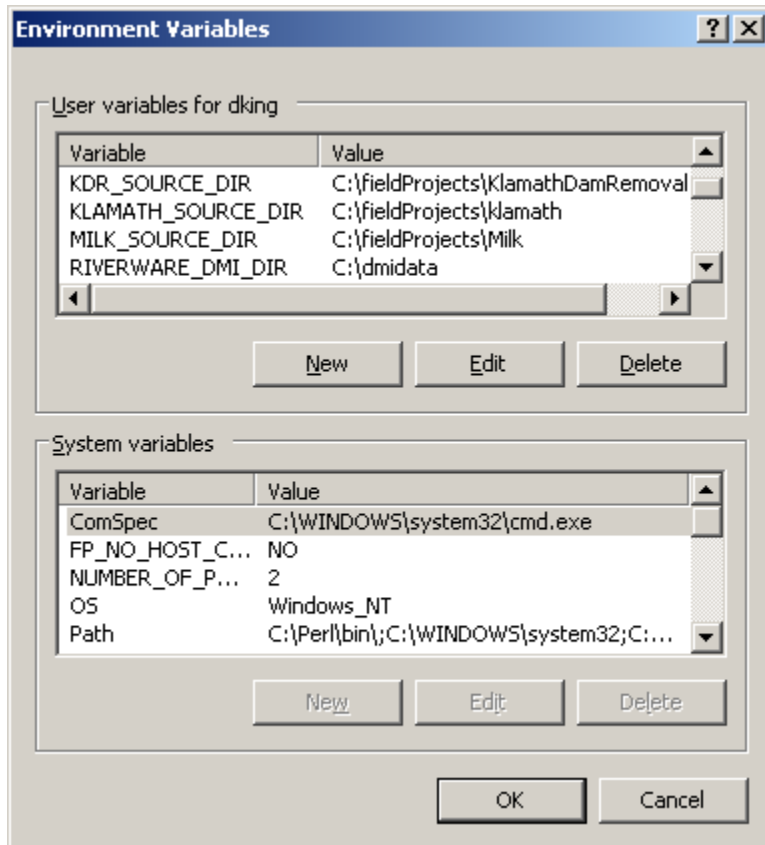 Environment Variables
User variables for dking
Variable Value
KDR_SOURCE_DIR C:\fieldProjects\KlamathDamRemoval
KLAMATH_SOURCE_DIR C:\fieldProjects\klamath
MILK_SOURCE_DIR C:\fieldProjects\Milk
RIVERWARE_DMI_DIR C:\dmidata
New Edit Delete
System variables
Variable Value
ComSpec C:\WINDOWS\system32\cmd.exe
FP_NO_HOST_C... NO
NUMBER_OF_P... 2
OS Windows_NT
Path C:\Perl\bin\;C:\WINDOWS\system32;C:...
New Edit Delete
OK Cancel